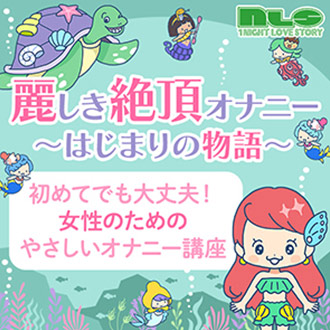 NLS
1NIGHT LOVE STORY
麗しき絶頂オナニー
～はじまりの物語～
初めてでも大丈夫！
女性のための
やさしいオナニー講座